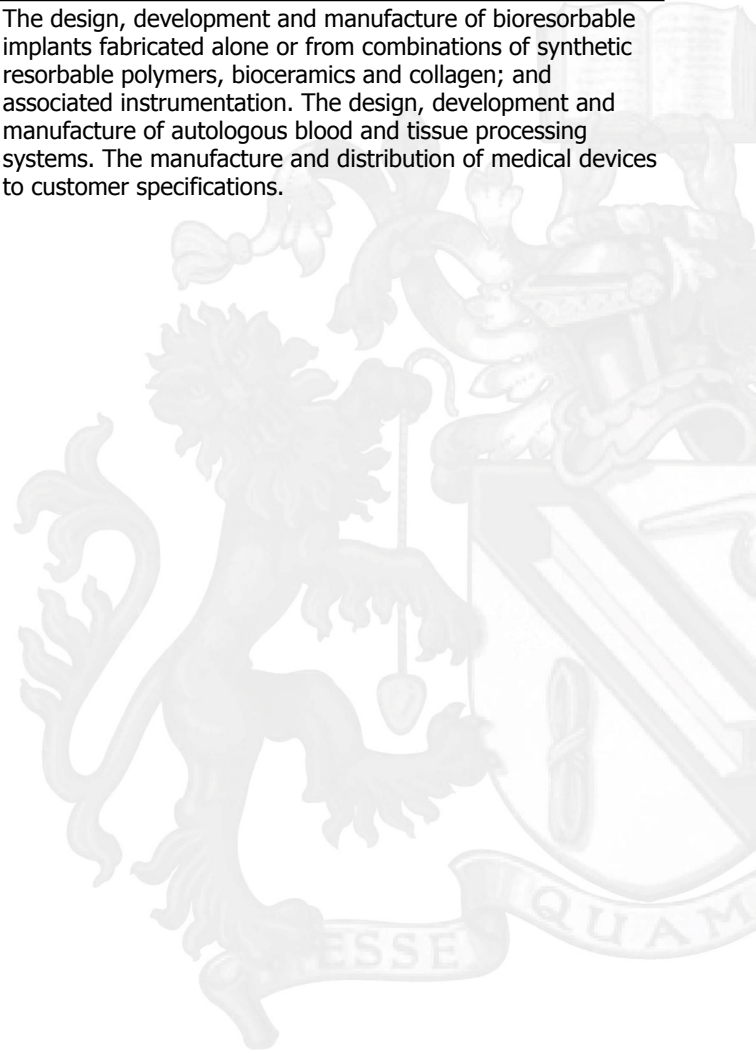 The design, development and manufacture of bioresorbable
implants fabricated alone or from combinations of synthetic
resorbable polymers, bioceramics and collagen; and
associated instrumentation. The design, development and
manufacture of autologous blood and tissue processing
systems. The manufacture and distribution of medical devices
to customer specifications.
ESSE QUAM